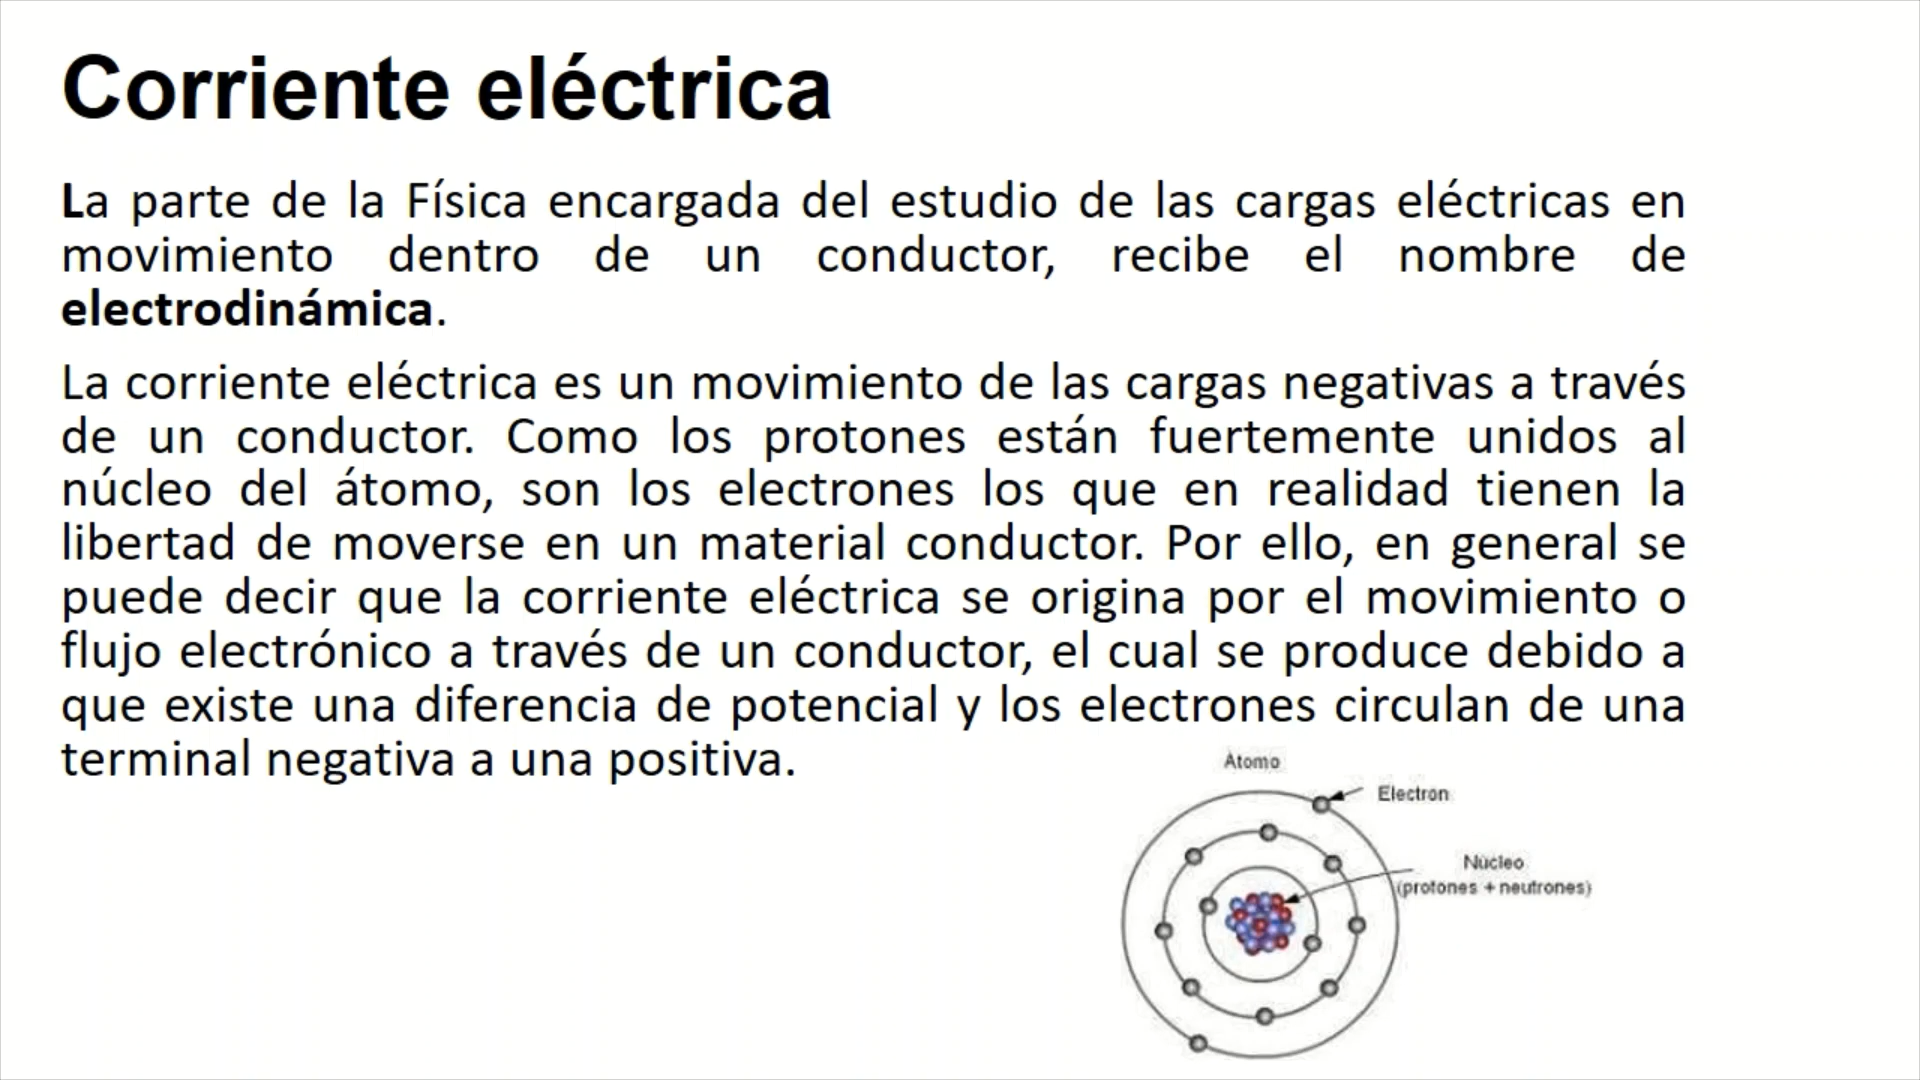 Corriente eléctrica
La parte de la Física encargada del estudio de las cargas eléctricas en
movimiento dentro de un conductor, recibe el nombre de
electrodinámica.
La corriente eléctrica es un movimiento de las cargas negativas a través
de un conductor. Como los protones están fuertemente unidos al
núcleo del átomo, son los electrones los que en realidad tienen la
libertad de moverse en un material conductor. Por ello, en general se
puede decir que la corriente eléctrica se origina por el movimiento o
flujo electrónico a través de un conductor, el cual se produce debido a
que existe una diferencia de potencial y los electrones circulan de una
terminal negativa a una positiva.
Atomo
Electron
Núcleo
(protones + neutrones)